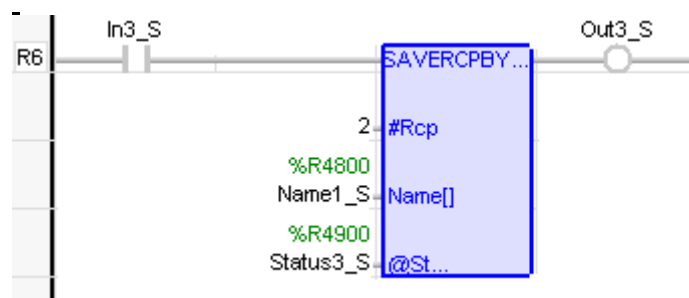 In3_S
Out3_S
R6
SAVERCPBY...
2
#Rcp
%R4800
Name1_S
Name[]
%R4900
Status3_S
@St...